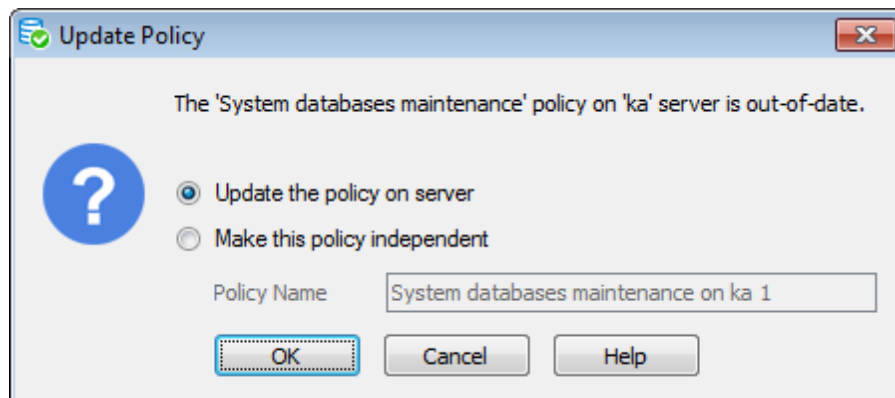 Update Policy
The 'System databases maintenance' policy on 'ka' server is out-of-date.
?
Update the policy on server
Make this policy independent
Policy Name System databases maintenance on ka 1
OK Cancel Help